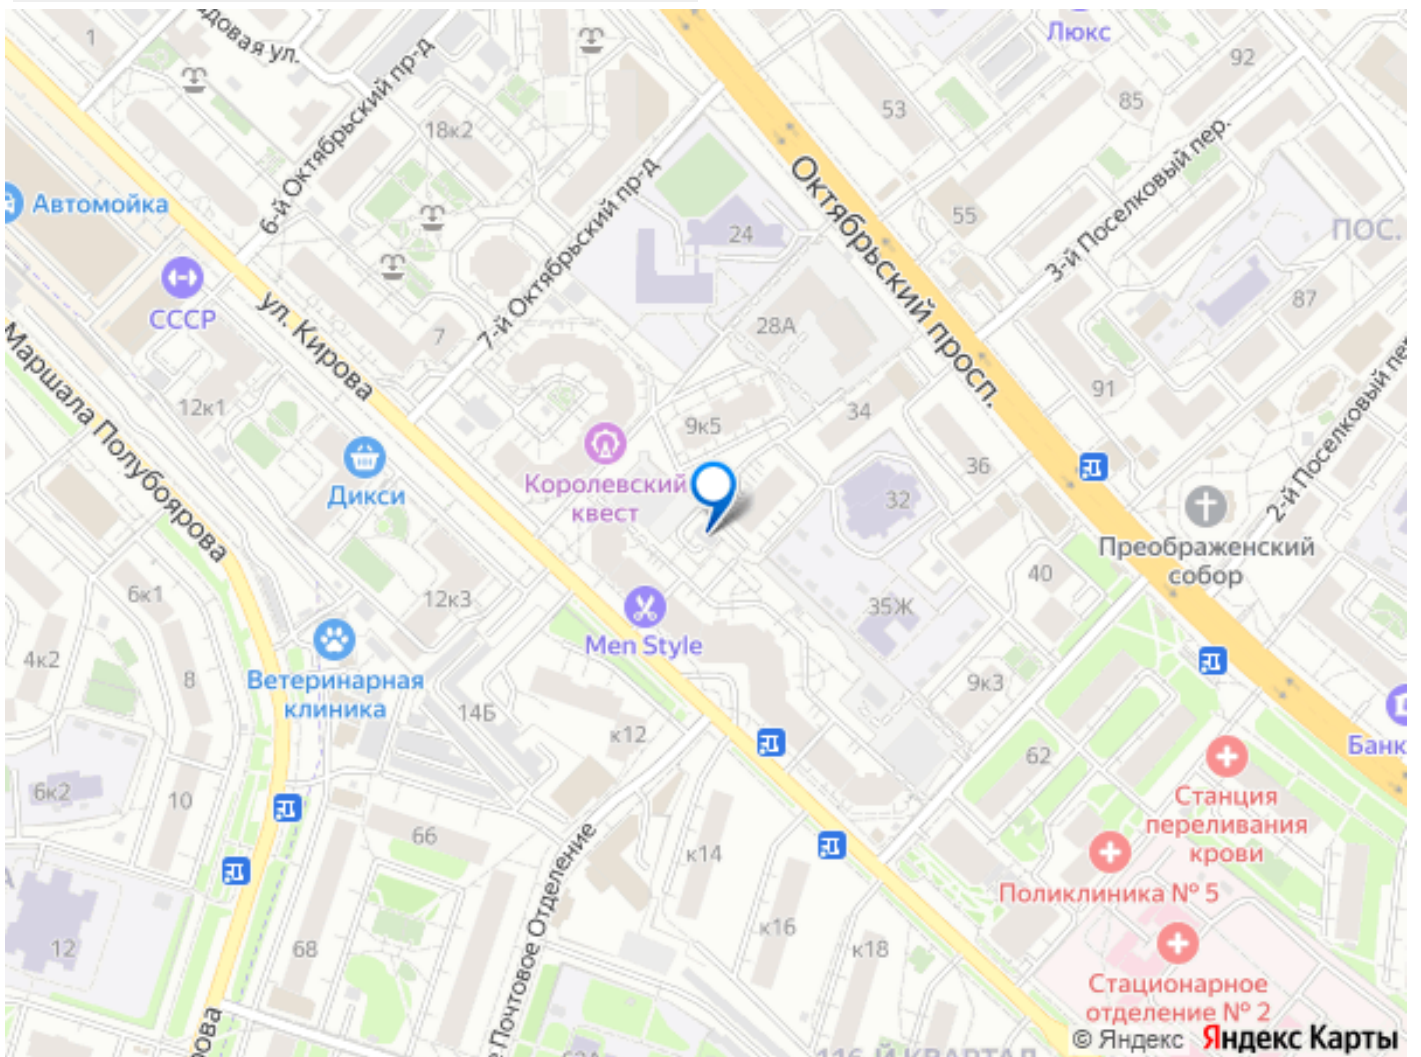 Люкс
1
довая ул.
92
85
53
6-й Октябрьский пр-д
18к2
Автомойка
7-й Октябрьский пр-д
Октябрьский просп.
3-й Поселковый пер.
55
24
ПОС.
СССР
ул. Кирова
87
28А
7
Маршала Полубоярова
12к1
91
34
9к5
2-й Поселковый пер
Дикси
Королевский
квест
36
32
Преображенский
собор
40
6к1
12к3
35Ж
Men Style
4к2
8
Ветеринарная
клиника
9к3
14Б
к12
62
Банк
6к2
10
66
Станция
переливания
крови
к14
Поликлиника № 5
Почтовое Отделение
12
68
к16
к18
Стационарное
отделение № 2
рова
© Яндекс Яндекс Карты
116-Й КВАРТАЛ